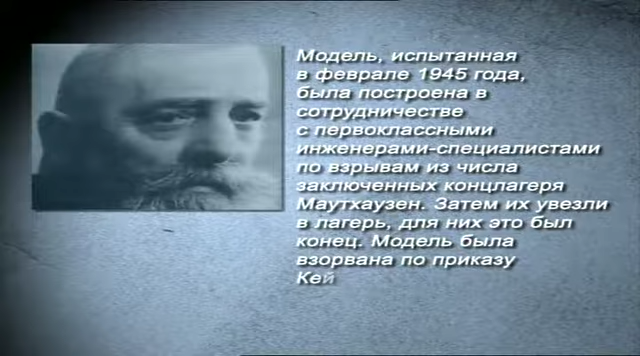 Модель, испытанная
в феврале 1945 года,
была построена в
сотрудничестве
с первоклассными
инженерами-специалистами
по взрывам из числа
заключенных концлагеря
Маутхаузен. Затем их увезли
в лагерь, для них это был
конец. Модель была
взорвана по приказу
Кей